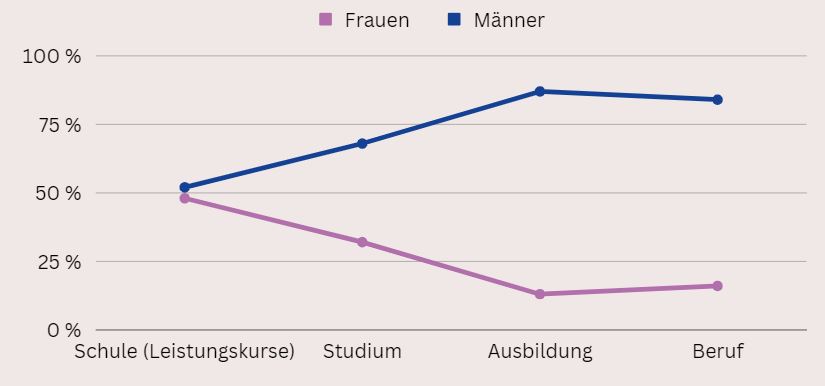 Frauen Männer
100 %
75 %
50 %
25 %
0 %
Schule (Leistungskurse) Studium Ausbildung Beruf